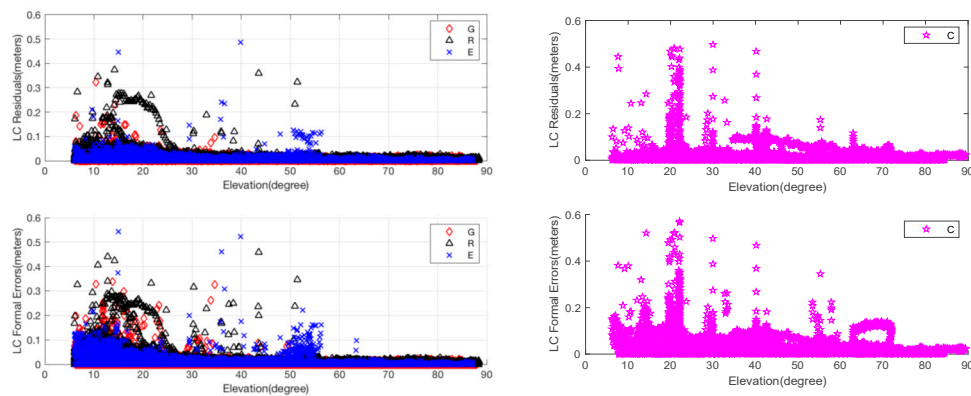 LC Residuals(meters)
0.6
0.5
0.4
0.3
0.2
0.1
0
G
R
E
0 10 20 30 40 50 60 70 80 90
Elevation(degree)
LC Residuals(meters)
0.6
0.4
0.2
0
C
0 10 20 30 40 50 60 70 80 90
Elevation(degree)
LC Formal Errors(meters)
0.6
0.5
0.4
0.3
0.2
0.1
0
G
R
E
0 10 20 30 40 50 60 70 80 90
Elevation(degree)
LC Formal Errors(meters)
0.6
0.4
0.2
0
C
0 10 20 30 40 50 60 70 80 90
Elevation(degree)